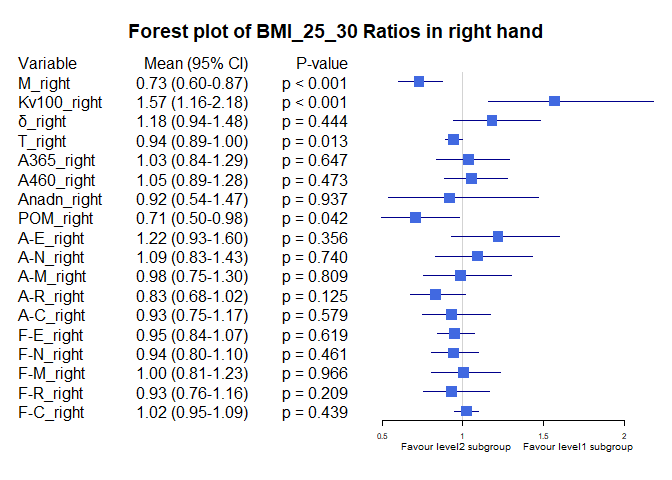 Forest plot of BMI_25_30 Ratios in right hand
Variable Mean (95% CI) P-value
M_right 0.73 (0.60-0.87) p < 0.001
Kv100_right 1.57 (1.16-2.18) p < 0.001
δ_right 1.18 (0.94-1.48) p = 0.444
T_right 0.94 (0.89-1.00) p = 0.013
A365_right 1.03 (0.84-1.29) p = 0.647
A460_right 1.05 (0.89-1.28) p = 0.473
Anadn_right 0.92 (0.54-1.47) p = 0.937
POM_right 0.71 (0.50-0.98) p = 0.042
A-E_right 1.22 (0.93-1.60) p = 0.356
A-N_right 1.09 (0.83-1.43) p = 0.740
A-M_right 0.98 (0.75-1.30) p = 0.809
A-R_right 0.83 (0.68-1.02) p = 0.125
A-C_right 0.93 (0.75-1.17) p = 0.579
F-E_right 0.95 (0.84-1.07) p = 0.619
F-N_right 0.94 (0.80-1.10) p = 0.461
F-M_right 1.00 (0.81-1.23) p = 0.966
F-R_right 0.93 (0.76-1.16) p = 0.209
F-C_right 1.02 (0.95-1.09) p = 0.439
0.5 1 1.5 2
Favour level2 subgroup Favour level1 subgroup